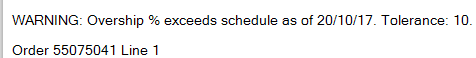 WARNING: Overship % exceeds schedule as of 20/10/17. Tolerance: 10.
Order 55075041 Line 1